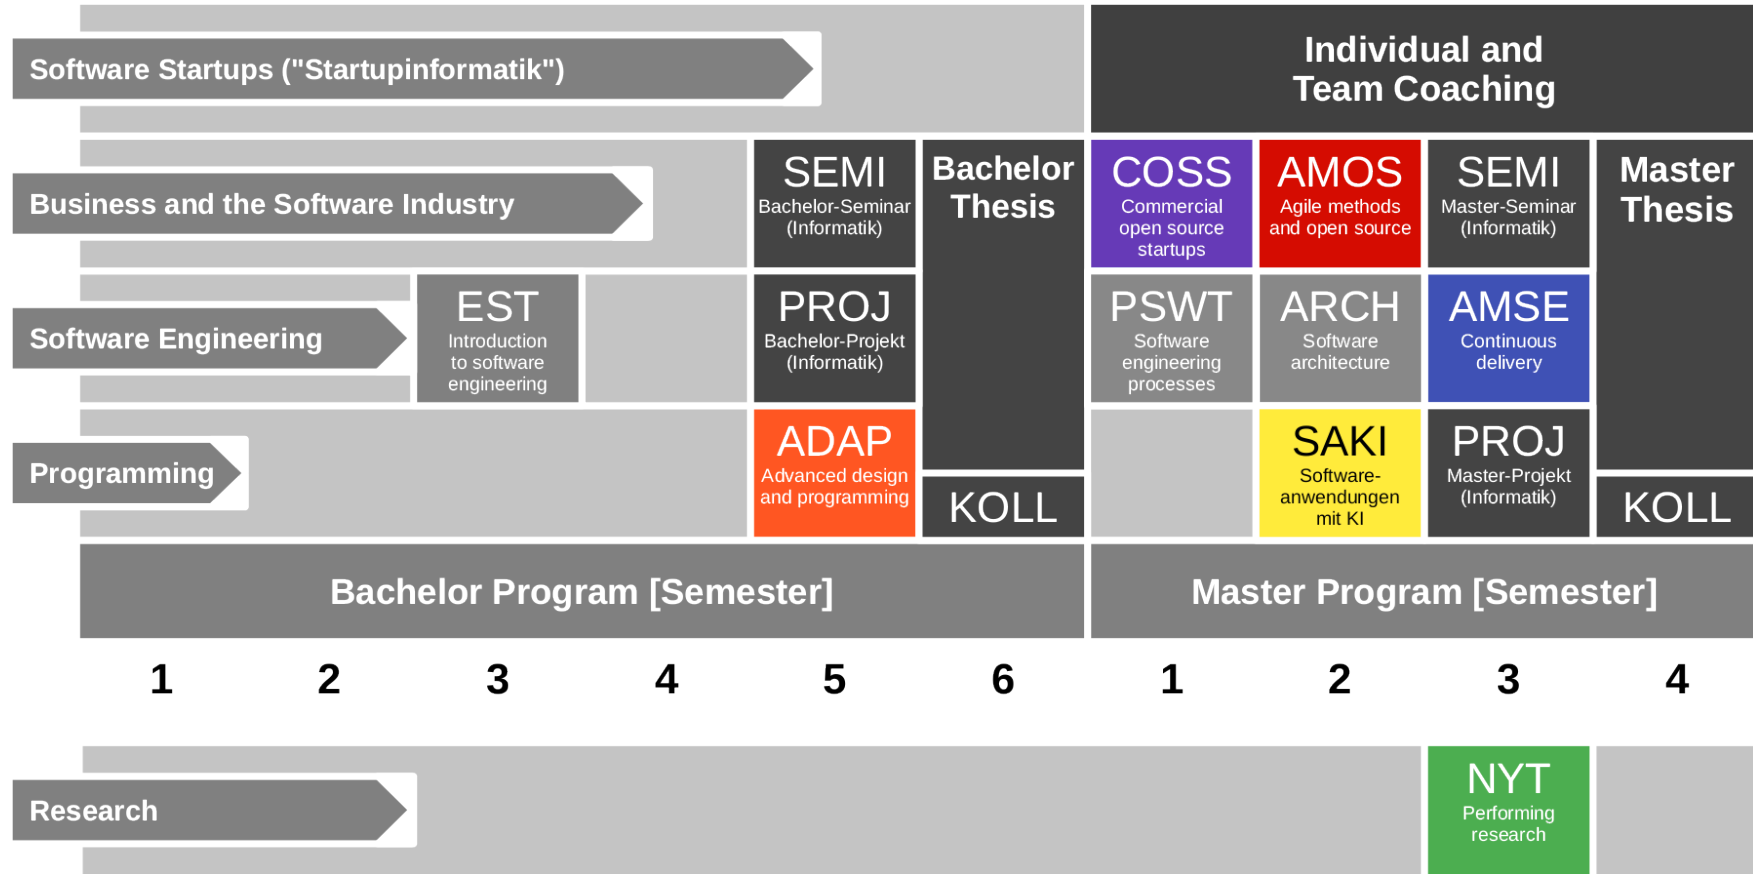 Software Startups ("Startupinformatik")
Individual and
Team Coaching
Business and the Software Industry
SEMI
Bachelor-Seminar
(Informatik)
Bachelor
Thesis
COSS
Commercial
open source
startups
AMOS
Agile methods
and open source
SEMI
Master-Seminar
(Informatik)
Master
Thesis
Software Engineering
EST
Introduction
to software
engineering
PROJ
Bachelor-Projekt
(Informatik)
PSWT
Software
engineering
processes
ARCH
Software
architecture
AMSE
Continuous
delivery
Programming
ADAP
Advanced design
and programming
KOLL
SAKI
Software-
anwendungen
mit KI
PROJ
Master-Projekt
(Informatik)
KOLL
Bachelor Program [Semester]
Master Program [Semester]
1
2
3
4
5
6
1
2
3
4
Research
NYT
Performing
research